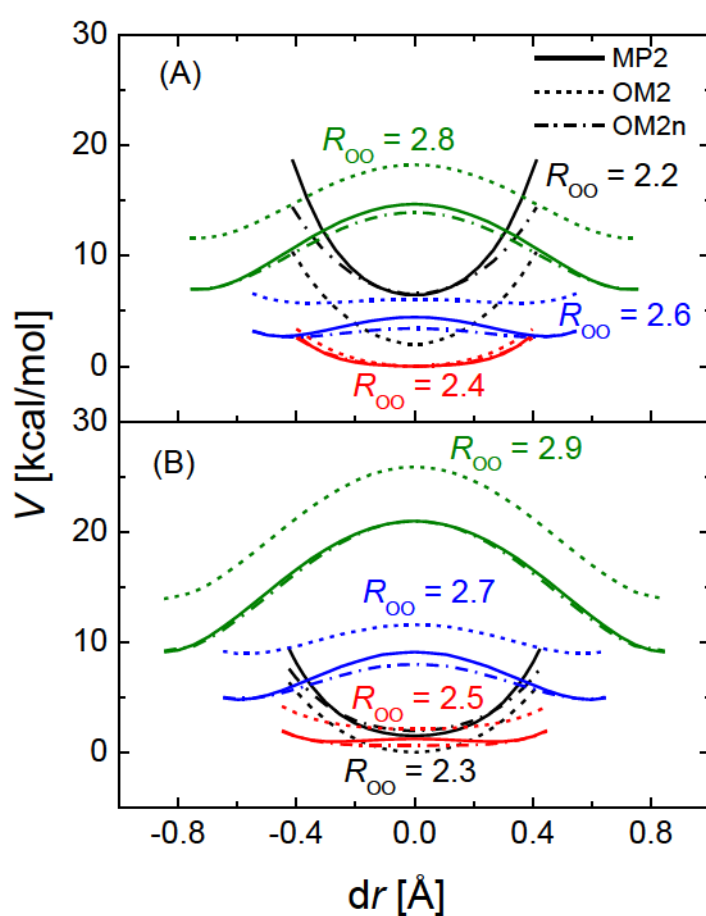 30
(A)
MP2
OM2
OM2n
R_OO = 2.8
R_OO = 2.2
20
10
R_OO = 2.6
0
R_OO = 2.4
V [kcal/mol]
30
(B)
R_OO = 2.9
20
R_OO = 2.7
10
R_OO = 2.5
0
R_OO = 2.3
-0.8 -0.4 0.0 0.4 0.8
dr [Å]